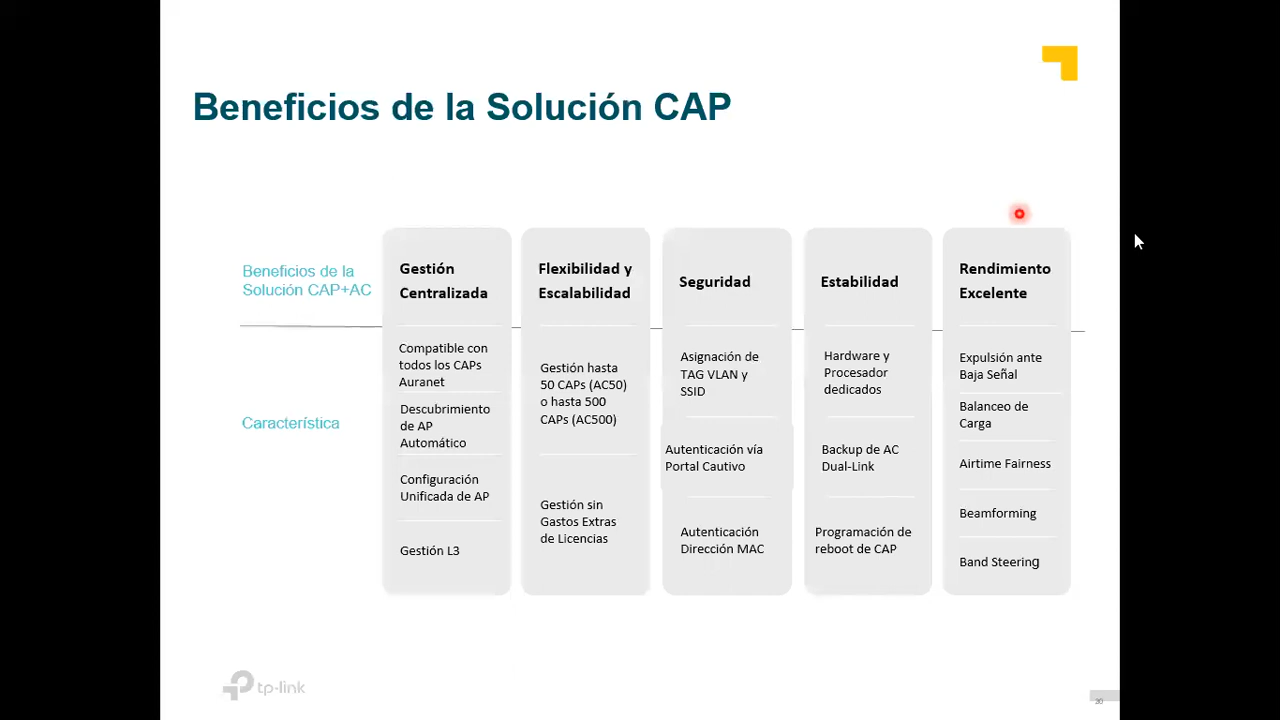 Beneficios de la Solución CAP
Beneficios de la
Solución CAP+AC
Gestión
Centralizada
Flexibilidad y
Escalabilidad
Seguridad
Estabilidad
Rendimiento
Excelente
Característica
Compatible con
todos los CAPs
Auranet
Descubrimiento
de AP
Automático
Configuración
Unificada de AP
Gestión L3
Gestión hasta
50 CAPs (AC50)
o hasta 500
CAPs (AC500)
Gestión sin
Gastos Extras
de Licencias
Asignación de
TAG VLAN y
SSID
Autenticación vía
Portal Cautivo
Autenticación
Dirección MAC
Hardware y
Procesador
dedicados
Backup de AC
Dual-Link
Programación de
reboot de CAP
Expulsión ante
Baja Señal
Balanceo de
Carga
Airtime Fairness
Beamforming
Band Steering
tp-link